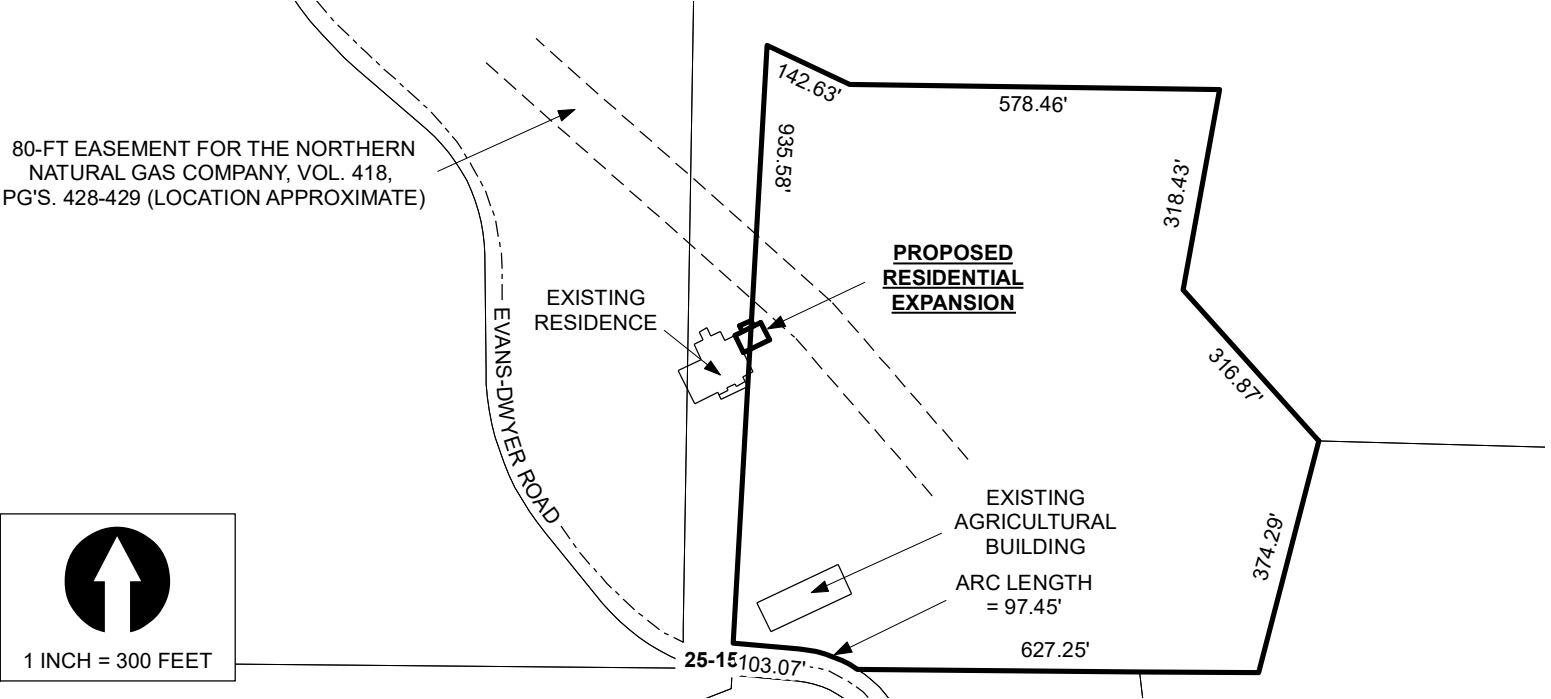 142.63'
578.46'
80-FT EASEMENT FOR THE NORTHERN
NATURAL GAS COMPANY, VOL. 418,
PG'S. 428-429 (LOCATION APPROXIMATE)
935.58'
318.43'
PROPOSED
RESIDENTIAL
EXPANSION
EXISTING
RESIDENCE
EVANS-DWYER ROAD
316.87'
EXISTING
AGRICULTURAL
BUILDING
374.29'
ARC LENGTH
= 97.45'
627.25'
25-15
103.07'
1 INCH = 300 FEET